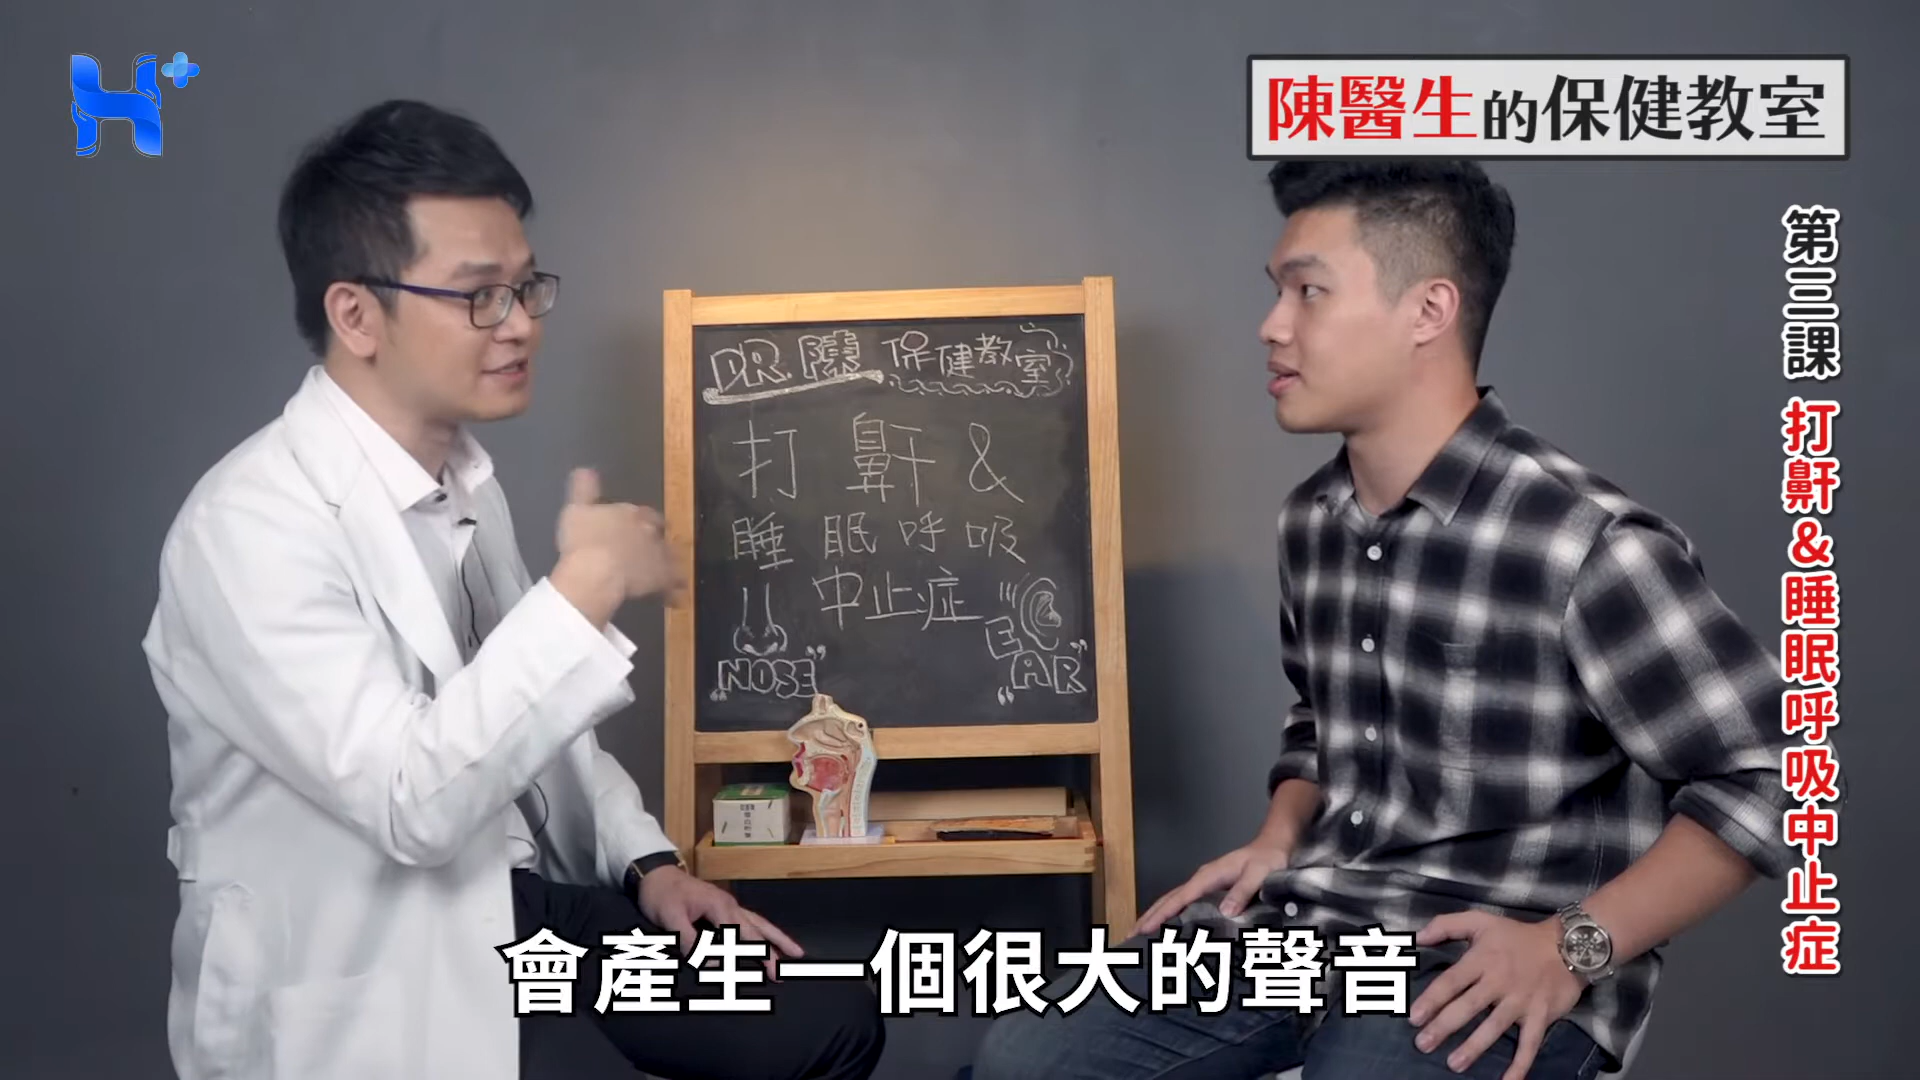 陳醫生的保健教室
第三課 打鼾&睡眠呼吸中止症
DR. 陳 保健教室
打鼾&
睡眠呼吸
中止症
"NOSE"
"EAR"
會產生一個很大的聲音